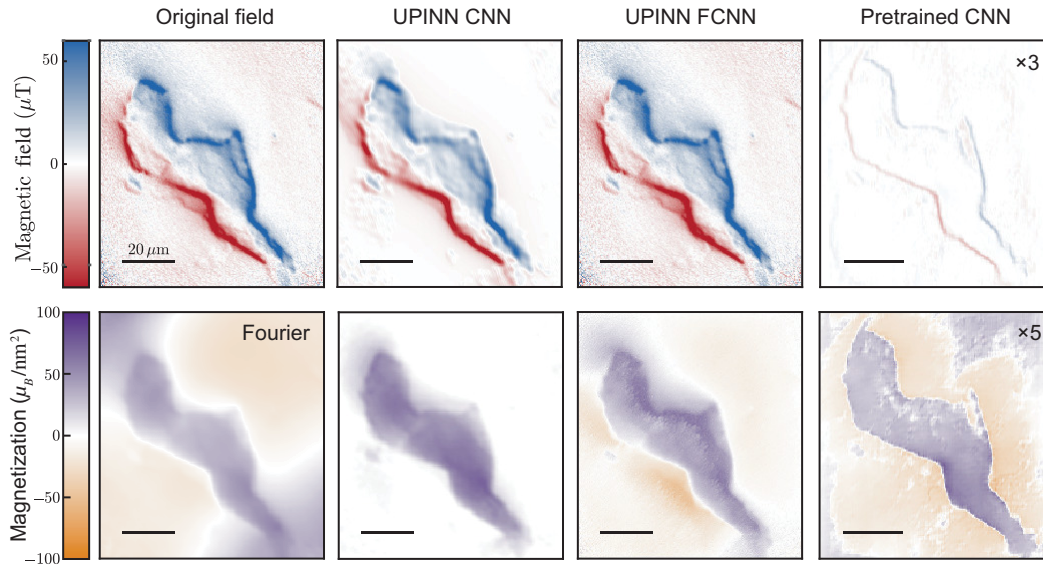 Original field
UPINN CNN
UPINN FCNN
Pretrained CNN
Magnetic field (μT)
50
0
−50
20 μm
×3
Magnetization (μ_B/nm²)
100
50
0
−50
−100
Fourier
×5